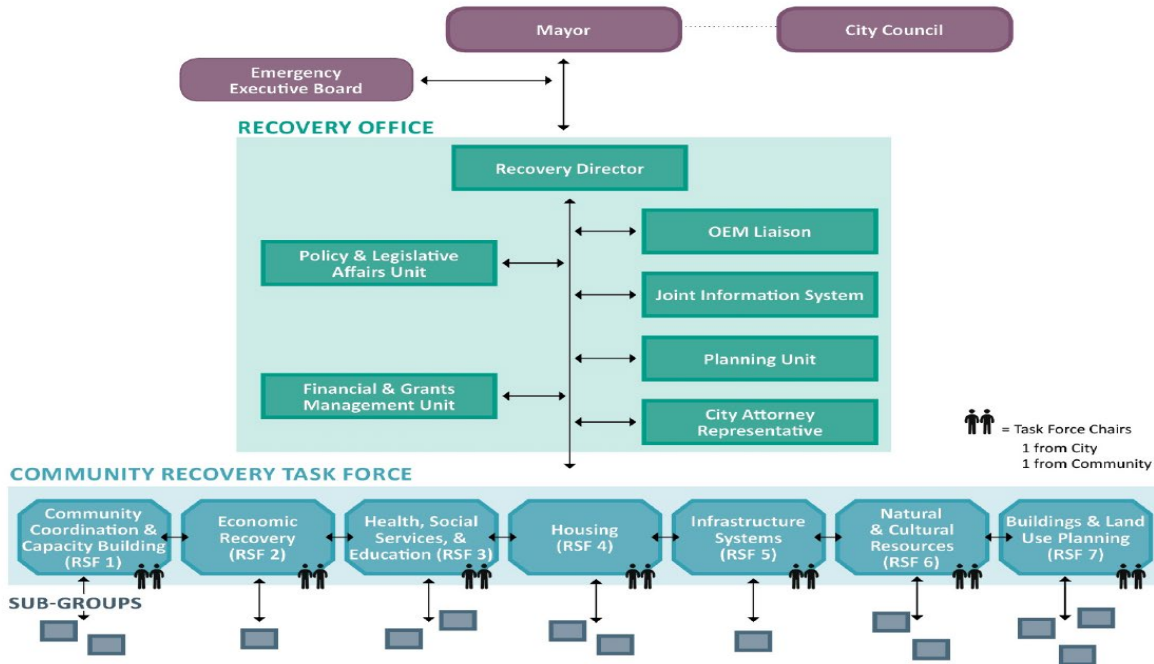 Mayor
City Council
Emergency
Executive Board
RECOVERY OFFICE
Recovery Director
OEM Liaison
Policy & Legislative
Affairs Unit
Joint Information System
Planning Unit
Financial & Grants
Management Unit
City Attorney
Representative
= Task Force Chairs
1 from City
1 from Community
COMMUNITY RECOVERY TASK FORCE
Community
Coordination &
Capacity Building
(RSF 1)
Economic
Recovery
(RSF 2)
Health, Social
Services, &
Education (RSF 3)
Housing
(RSF 4)
Infrastructure
Systems
(RSF 5)
Natural
& Cultural
Resources
(RSF 6)
Buildings & Land
Use Planning
(RSF 7)
SUB-GROUPS